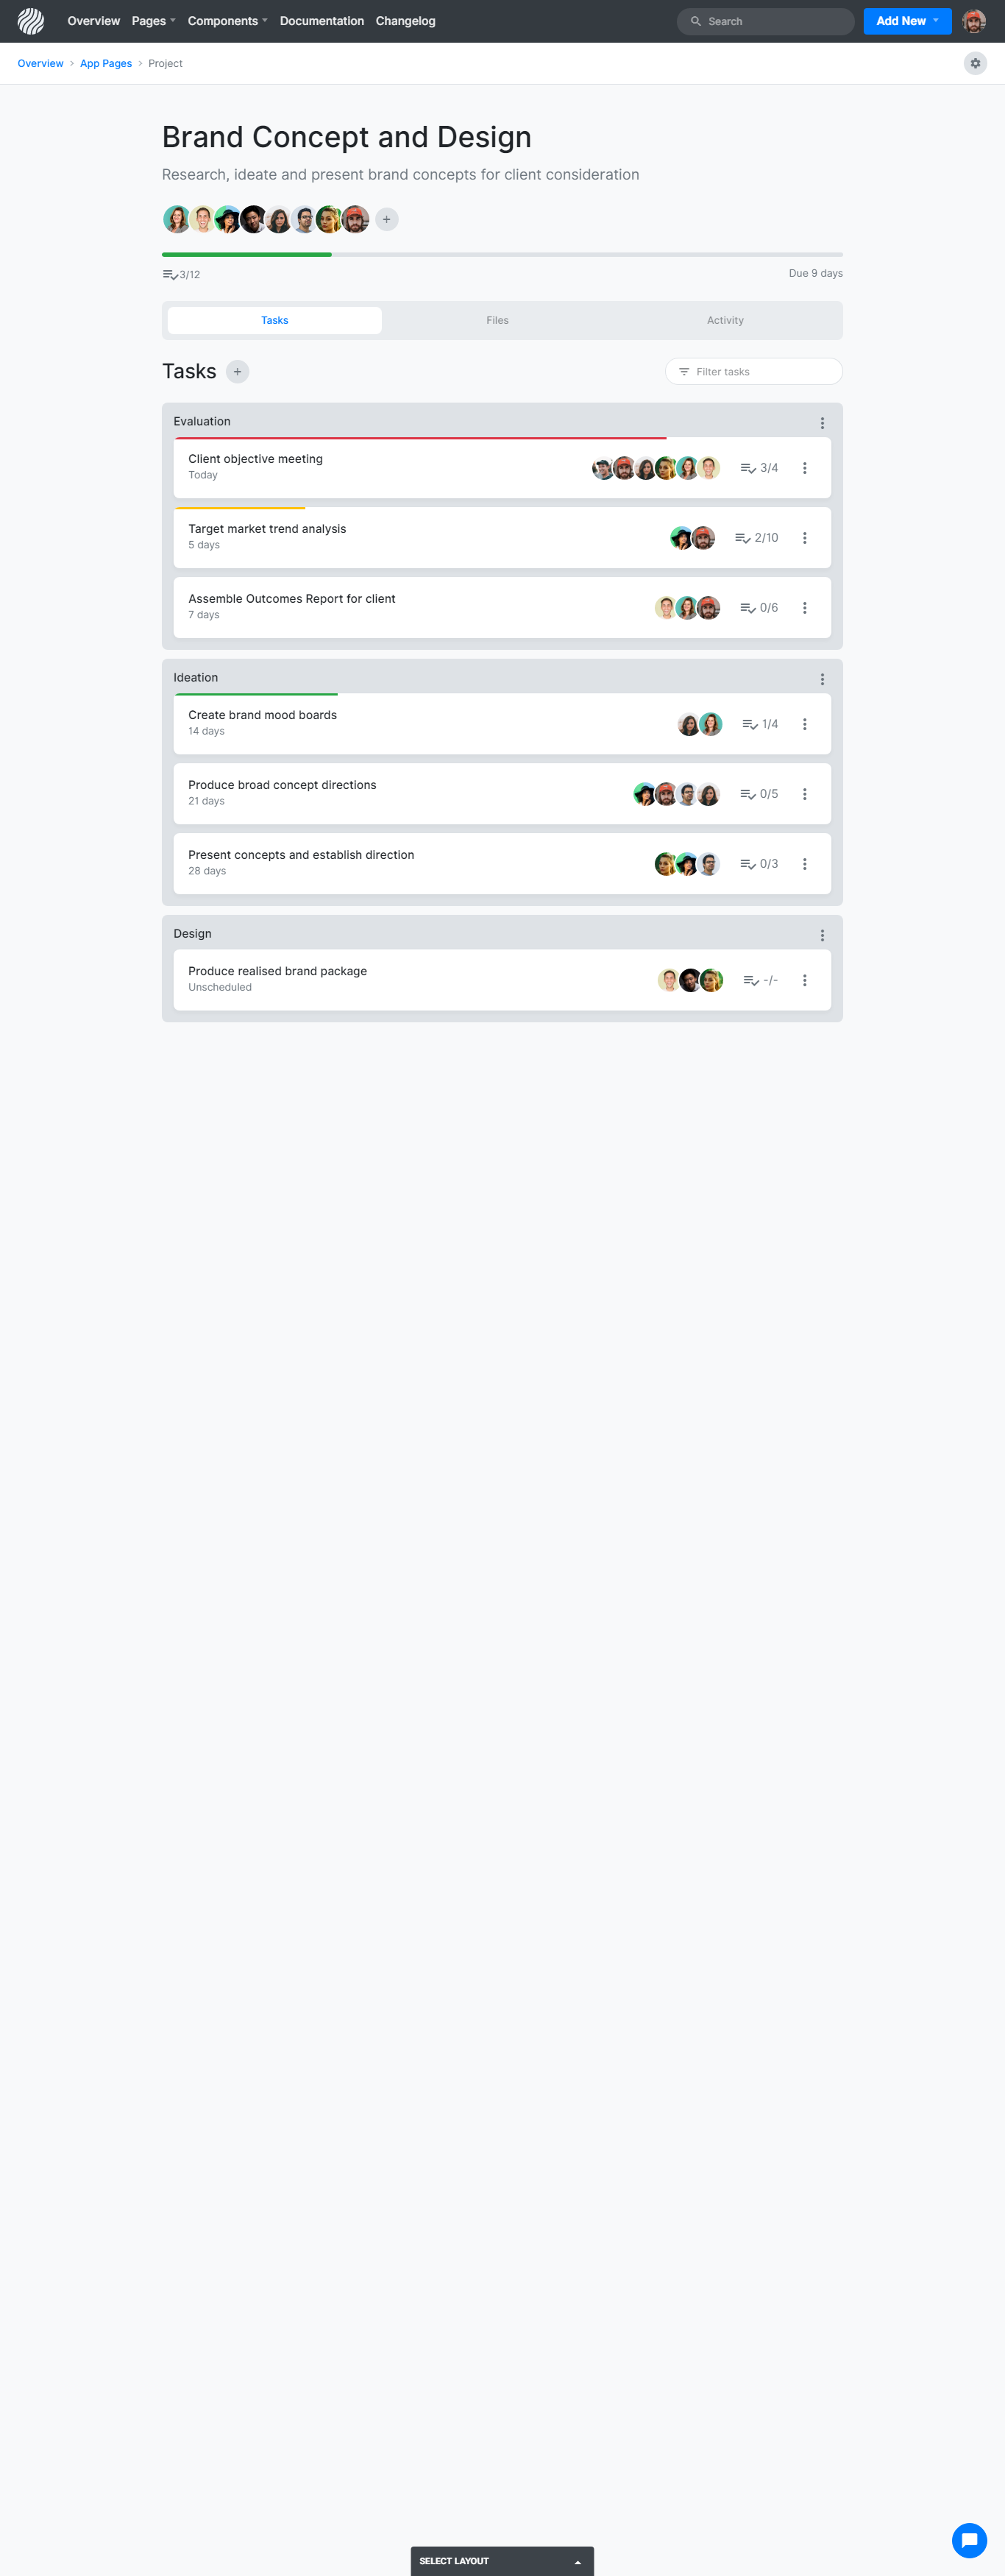 Overview Pages Components Documentation Changelog Search Add New
Overview App Pages Project
Brand Concept and Design
Research, ideate and present brand concepts for client consideration
+
3/12 Due 9 days
Tasks Files Activity
Tasks + Filter tasks
Evaluation
Client objective meeting
Today
3/4
Target market trend analysis
5 days
2/10
Assemble Outcomes Report for client
7 days
0/6
Ideation
Create brand mood boards
14 days
1/4
Produce broad concept directions
21 days
0/5
Present concepts and establish direction
28 days
0/3
Design
Produce realised brand package
Unscheduled
-/-
SELECT LAYOUT